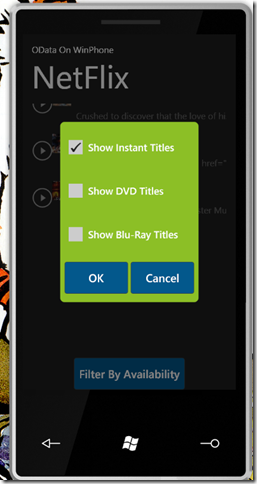 OData On WinPhone
NetFlix
Crushed to discover that the love of hi
Show Instant Titles
href="
Show DVD Titles
ter Mu
Show Blu-Ray Titles
OK
Cancel
Filter By Availability